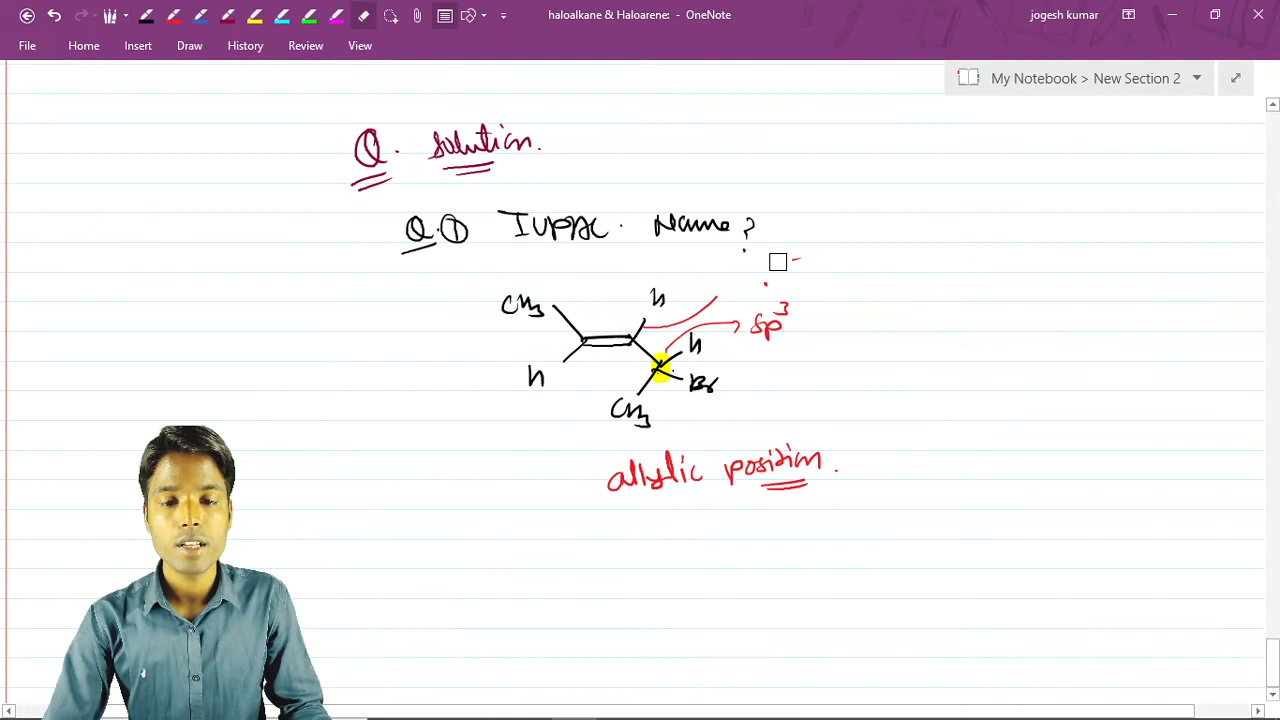 haloalkane & Haloarene: - OneNote
jogesh kumar
File Home Insert Draw History Review View
My Notebook > New Section 2
Q. Solution.
Q.① IUPAC. Name?
CH3 H
sp3
H
H Br
CH3
allylic position.